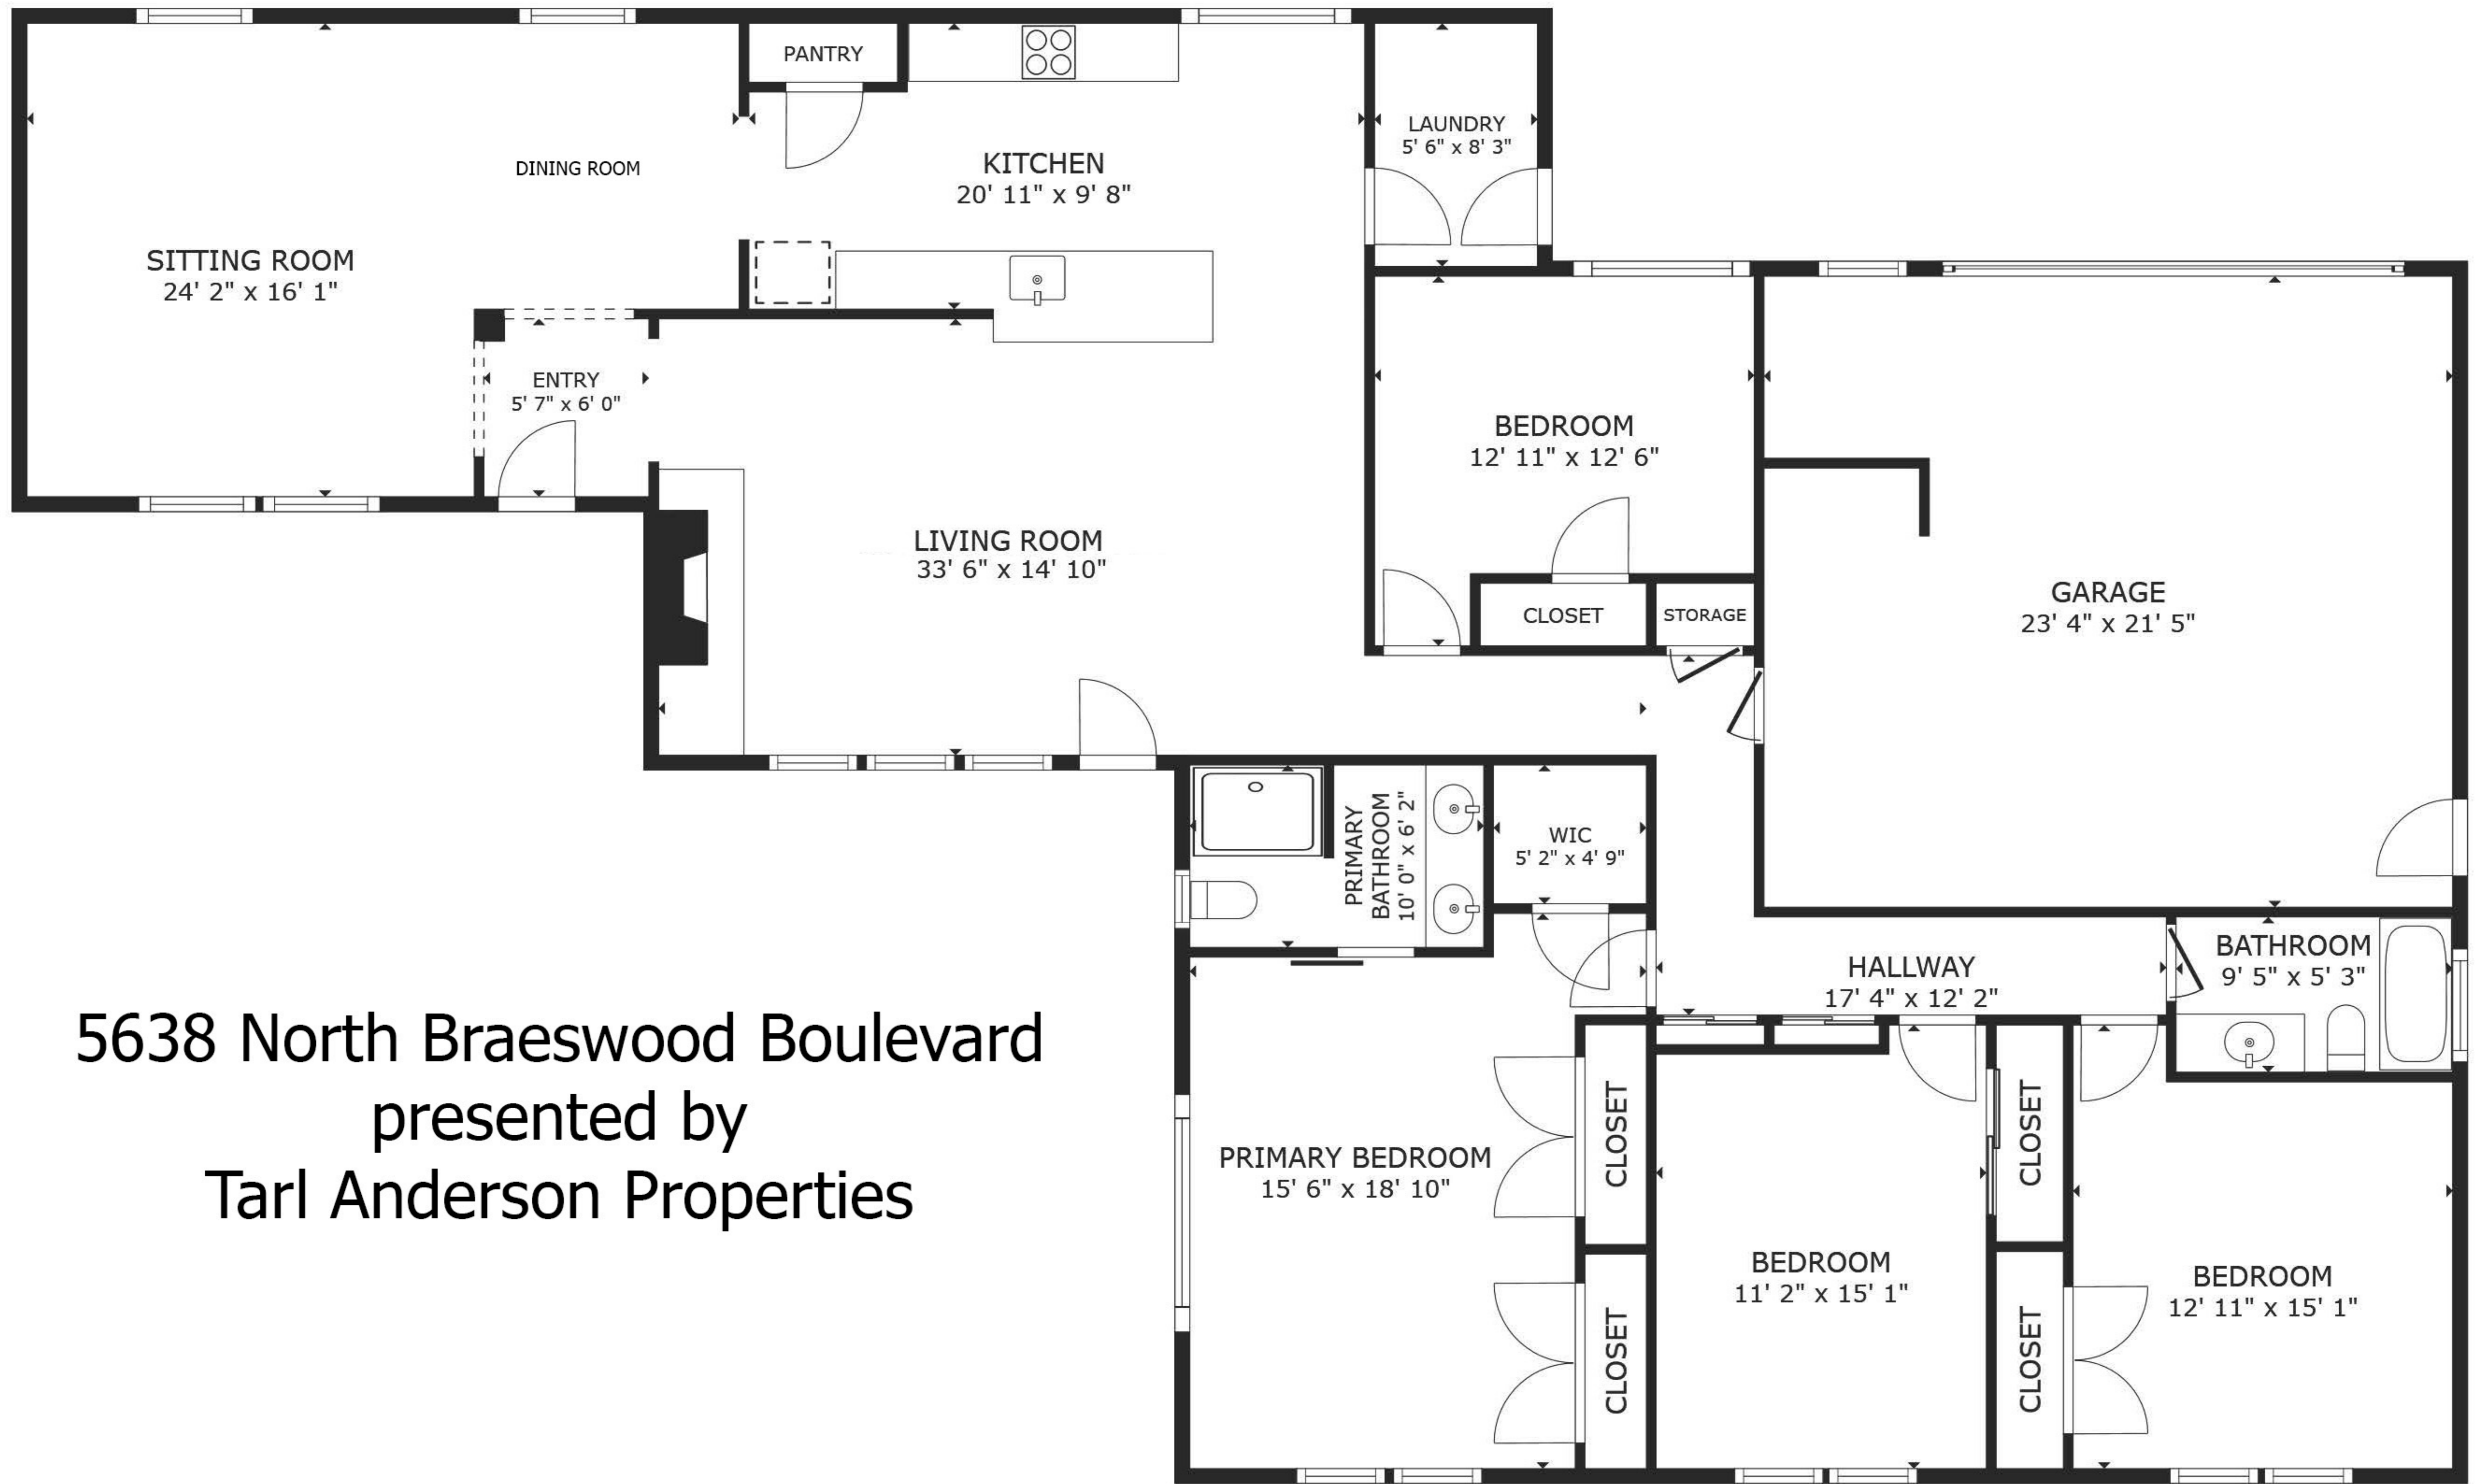 PANTRY
LAUNDRY
5' 6" x 8' 3"
DINING ROOM
KITCHEN
20' 11" x 9' 8"
SITTING ROOM
24' 2" x 16' 1"
ENTRY
5' 7" x 6' 0"
BEDROOM
12' 11" x 12' 6"
LIVING ROOM
33' 6" x 14' 10"
CLOSET
STORAGE
GARAGE
23' 4" x 21' 5"
PRIMARY
BATHROOM
10' 0" x 6' 2"
WIC
5' 2" x 4' 9"
HALLWAY
17' 4" x 12' 2"
BATHROOM
9' 5" x 5' 3"
5638 North Braeswood Boulevard
presented by
Tarl Anderson Properties
PRIMARY BEDROOM
15' 6" x 18' 10"
CLOSET
CLOSET
BEDROOM
11' 2" x 15' 1"
CLOSET
CLOSET
BEDROOM
12' 11" x 15' 1"